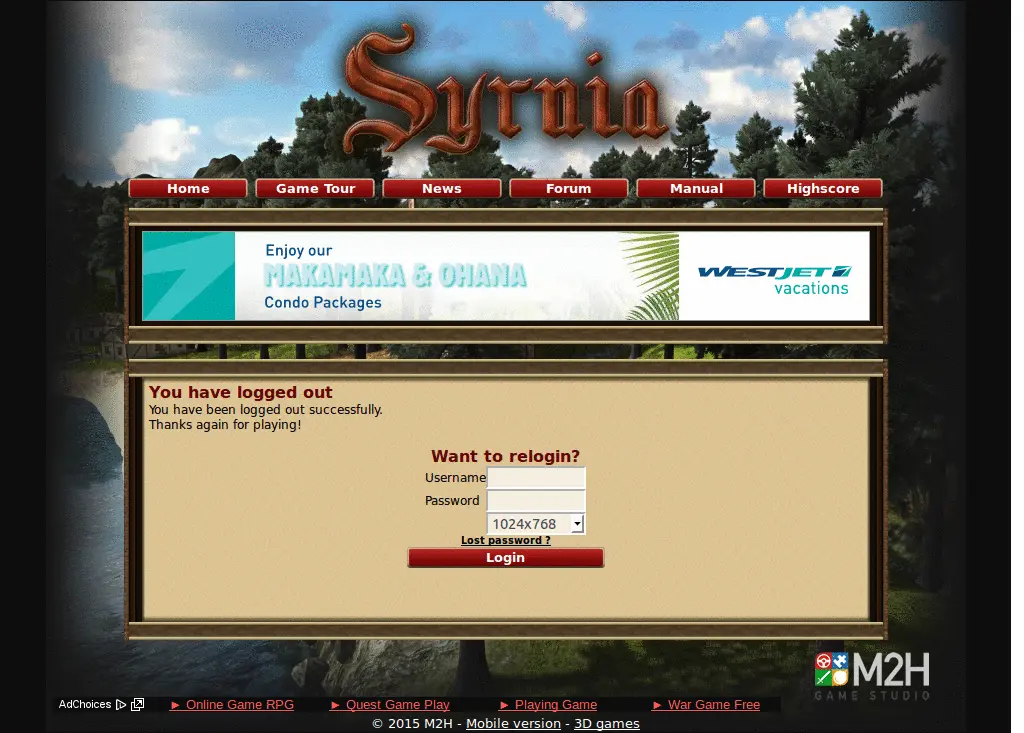 Syrnia
Home Game Tour News Forum Manual Highscore
Enjoy our
MAKAMAKA & OHANA
Condo Packages
WESTJET
vacations
You have logged out
You have been logged out successfully.
Thanks again for playing!
Want to relogin?
Username
Password
1024x768
Lost password ?
Login
M2H
GAME STUDIO
AdChoices ► Online Game RPG ► Quest Game Play ► Playing Game ► War Game Free
© 2015 M2H - Mobile version - 3D games